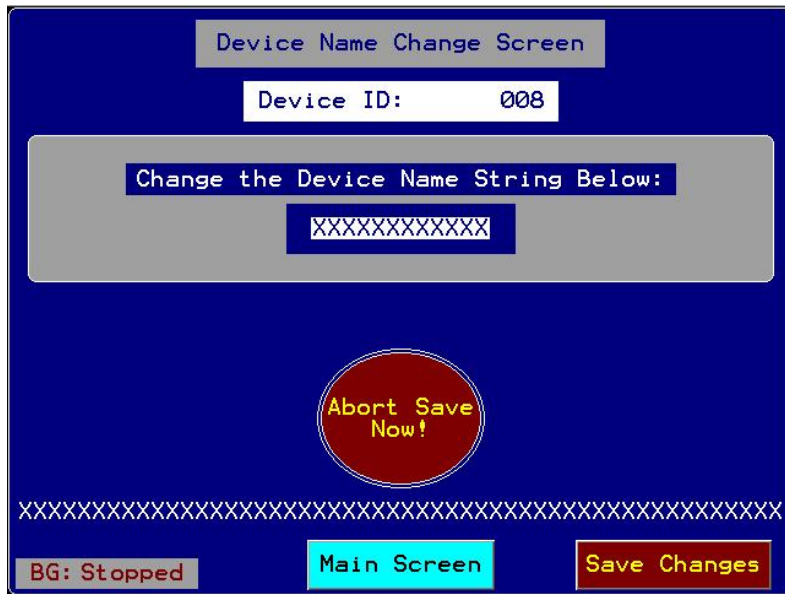 Device Name Change Screen
Device ID: 008
Change the Device Name String Below:
XXXXXXXXXXXX
Abort Save
Now!
XXXXXXXXXXXXXXXXXXXXXXXXXXXXXXXXXXXXXXXXXXXXXXXXXXXX
BG: Stopped
Main Screen
Save Changes